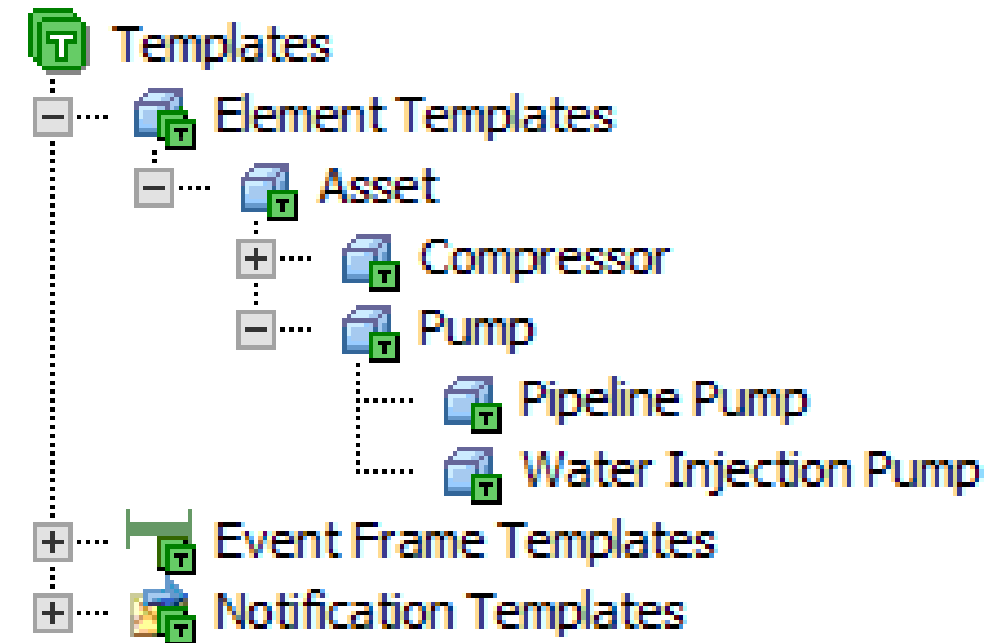 Templates
Element Templates
Asset
Compressor
Pump
Pipeline Pump
Water Injection Pump
Event Frame Templates
Notification Templates